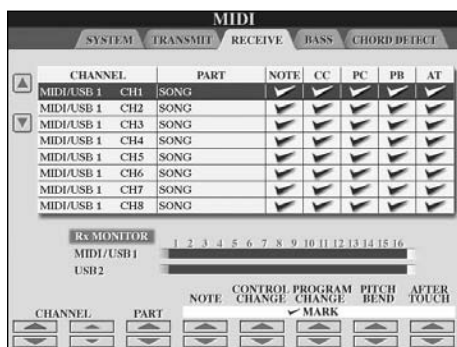 MIDI
SYSTEM TRANSMIT RECEIVE BASS CHORD DETECT
CHANNEL PART NOTE CC PC PB AT
MIDI/USB 1 CH1 SONG
MIDI/USB 1 CH2 SONG
MIDI/USB 1 CH3 SONG
MIDI/USB 1 CH4 SONG
MIDI/USB 1 CH5 SONG
MIDI/USB 1 CH6 SONG
MIDI/USB 1 CH7 SONG
MIDI/USB 1 CH8 SONG
Rx MONITOR 1 2 3 4 5 6 7 8 9 10 11 12 13 14 15 16
MIDI/USB1
USB2
CHANNEL PART NOTE CONTROL CHANGE PROGRAM CHANGE PITCH BEND AFTER TOUCH
MARK